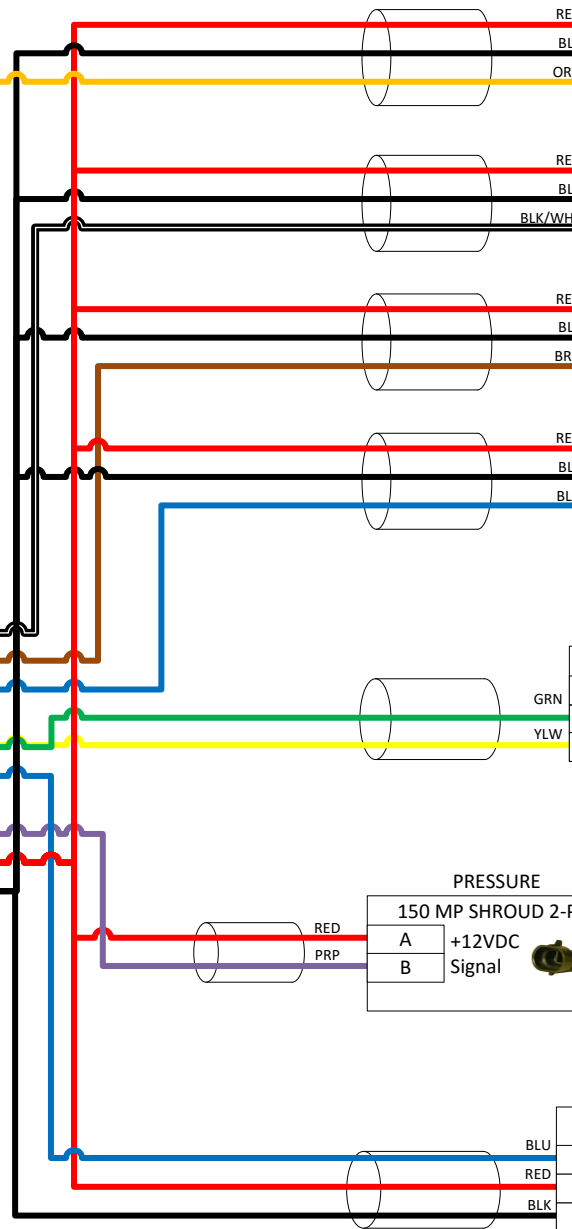 RE
BL
OR
RE
BL
BLK/WH
RE
BL
BR
RE
BL
BL
GRN
YLW
PRESSURE
150 MP SHROUD 2-P
RED
A
+12VDC
PRP
B
Signal
BLU
RED
BLK